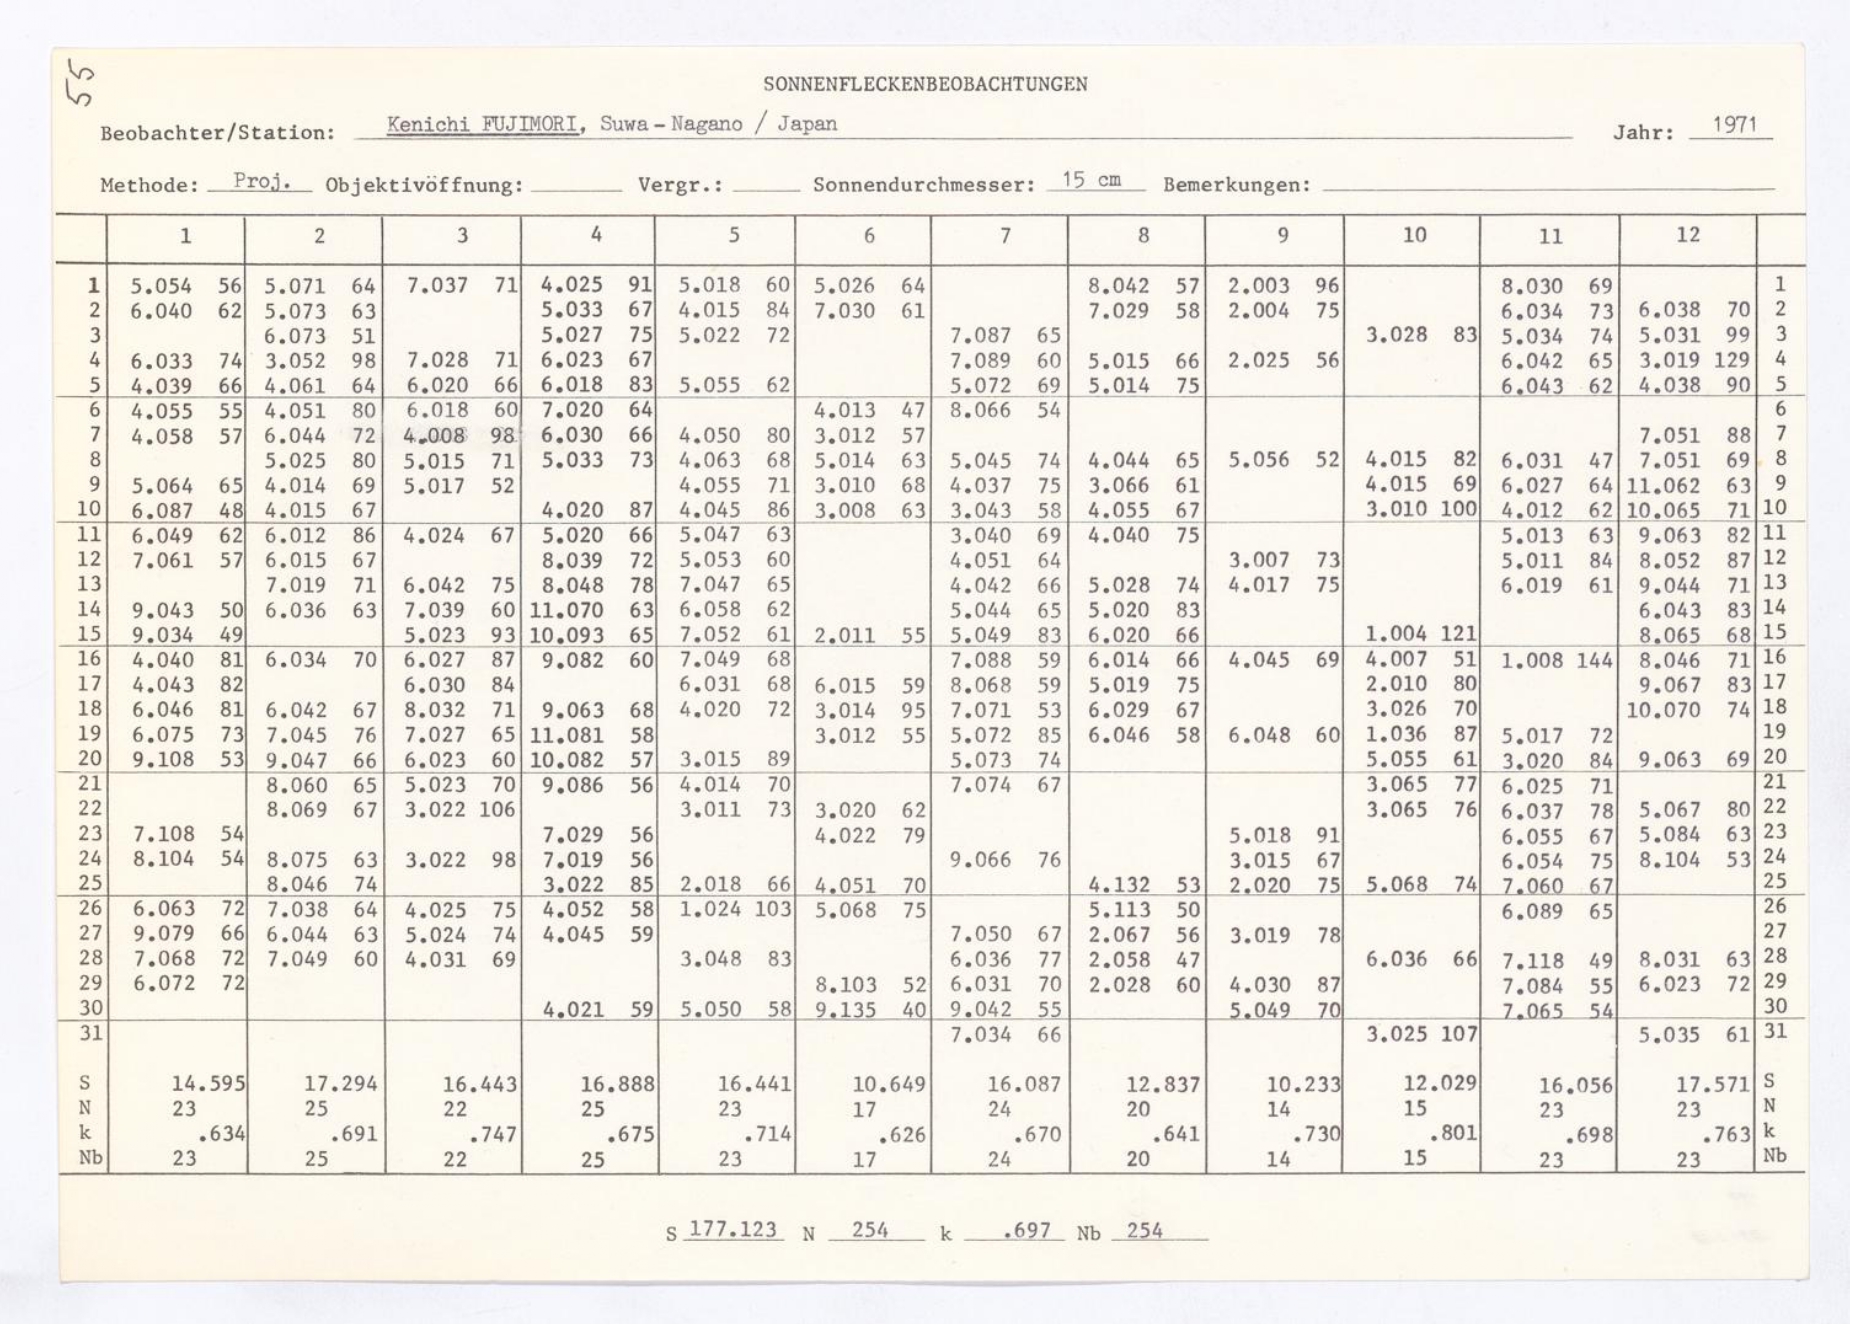 55
SONNENFLECKENBEOBACHTUNGEN
Beobachter/Station: Kenichi FUJIMORI, Suwa-Nagano / Japan Jahr: 1971
Methode: Proj. Objektivöffnung: Vergr.: Sonnendurchmesser: 15 cm Bemerkungen:
1 2 3 4 5 6 7 8 9 10 11 12
1 5.054 56 5.071 64 7.037 71 4.025 91 5.018 60 5.026 64 8.042 57 2.003 96 8.030 69 1
2 6.040 62 5.073 63 5.033 67 4.015 84 7.030 61 7.029 58 2.004 75 6.034 73 6.038 70 2
3 6.073 51 5.027 75 5.022 72 7.087 65 3.028 83 5.034 74 5.031 99 3
4 6.033 74 3.052 98 7.028 71 6.023 67 7.089 60 5.015 66 2.025 56 6.042 65 3.019 129 4
5 4.039 66 4.061 64 6.020 66 6.018 83 5.055 62 5.072 69 5.014 75 6.043 62 4.038 90 5
6 4.055 55 4.051 80 6.018 60 7.020 64 4.013 47 8.066 54 6
7 4.058 57 6.044 72 4.008 98 6.030 66 4.050 80 3.012 57 7.051 88 7
8 5.025 80 5.015 71 5.033 73 4.063 68 5.014 63 5.045 74 4.044 65 5.056 52 4.015 82 6.031 47 7.051 69 8
9 5.064 65 4.014 69 5.017 52 4.055 71 3.010 68 4.037 75 3.066 61 4.015 69 6.027 64 11.062 63 9
10 6.087 48 4.015 67 4.020 87 4.045 86 3.008 63 3.043 58 4.055 67 3.010 100 4.012 62 10.065 71 10
11 6.049 62 6.012 86 4.024 67 5.020 66 5.047 63 3.040 69 4.040 75 5.013 63 9.063 82 11
12 7.061 57 6.015 67 8.039 72 5.053 60 4.051 64 3.007 73 5.011 84 8.052 87 12
13 7.019 71 6.042 75 8.048 78 7.047 65 4.042 66 5.028 74 4.017 75 6.019 61 9.044 71 13
14 9.043 50 6.036 63 7.039 60 11.070 63 6.058 62 5.044 65 5.020 83 6.043 83 14
15 9.034 49 5.023 93 10.093 65 7.052 61 2.011 55 5.049 83 6.020 66 1.004 121 8.065 68 15
16 4.040 81 6.034 70 6.027 87 9.082 60 7.049 68 7.088 59 6.014 66 4.045 69 4.007 51 1.008 144 8.046 71 16
17 4.043 82 6.030 84 6.031 68 6.015 59 8.068 59 5.019 75 2.010 80 9.067 83 17
18 6.046 81 6.042 67 8.032 71 9.063 68 4.020 72 3.014 95 7.071 53 6.029 67 3.026 70 10.070 74 18
19 6.075 73 7.045 76 7.027 65 11.081 58 3.012 55 5.072 85 6.046 58 6.048 60 1.036 87 5.017 72 19
20 9.108 53 9.047 66 6.023 60 10.082 57 3.015 89 5.073 74 5.055 61 3.020 84 9.063 69 20
21 8.060 65 5.023 70 9.086 56 4.014 70 7.074 67 3.065 77 6.025 71 21
22 8.069 67 3.022 106 3.011 73 3.020 62 3.065 76 6.037 78 5.067 80 22
23 7.108 54 7.029 56 4.022 79 5.018 91 6.055 67 5.084 63 23
24 8.104 54 8.075 63 3.022 98 7.019 56 9.066 76 3.015 67 6.054 75 8.104 53 24
25 8.046 74 3.022 85 2.018 66 4.051 70 4.132 53 2.020 75 5.068 74 7.060 67 25
26 6.063 72 7.038 64 4.025 75 4.052 58 1.024 103 5.068 75 5.113 50 6.089 65 26
27 9.079 66 6.044 63 5.024 74 4.045 59 7.050 67 2.067 56 3.019 78 27
28 7.068 72 7.049 60 4.031 69 3.048 83 6.036 77 2.058 47 6.036 66 7.118 49 8.031 63 28
29 6.072 72 8.103 52 6.031 70 2.028 60 4.030 87 7.084 55 6.023 72 29
30 4.021 59 5.050 58 9.135 40 9.042 55 5.049 70 7.065 54 30
31 7.034 66 3.025 107 5.035 61 31
S 14.595 17.294 16.443 16.888 16.441 10.649 16.087 12.837 10.233 12.029 16.056 17.571 S
N 23 25 22 25 23 17 24 20 14 15 23 23 N
k .634 .691 .747 .675 .714 .626 .670 .641 .730 .801 .698 .763 k
Nb 23 25 22 25 23 17 24 20 14 15 23 23 Nb
S 177.123 N 254 k .697 Nb 254